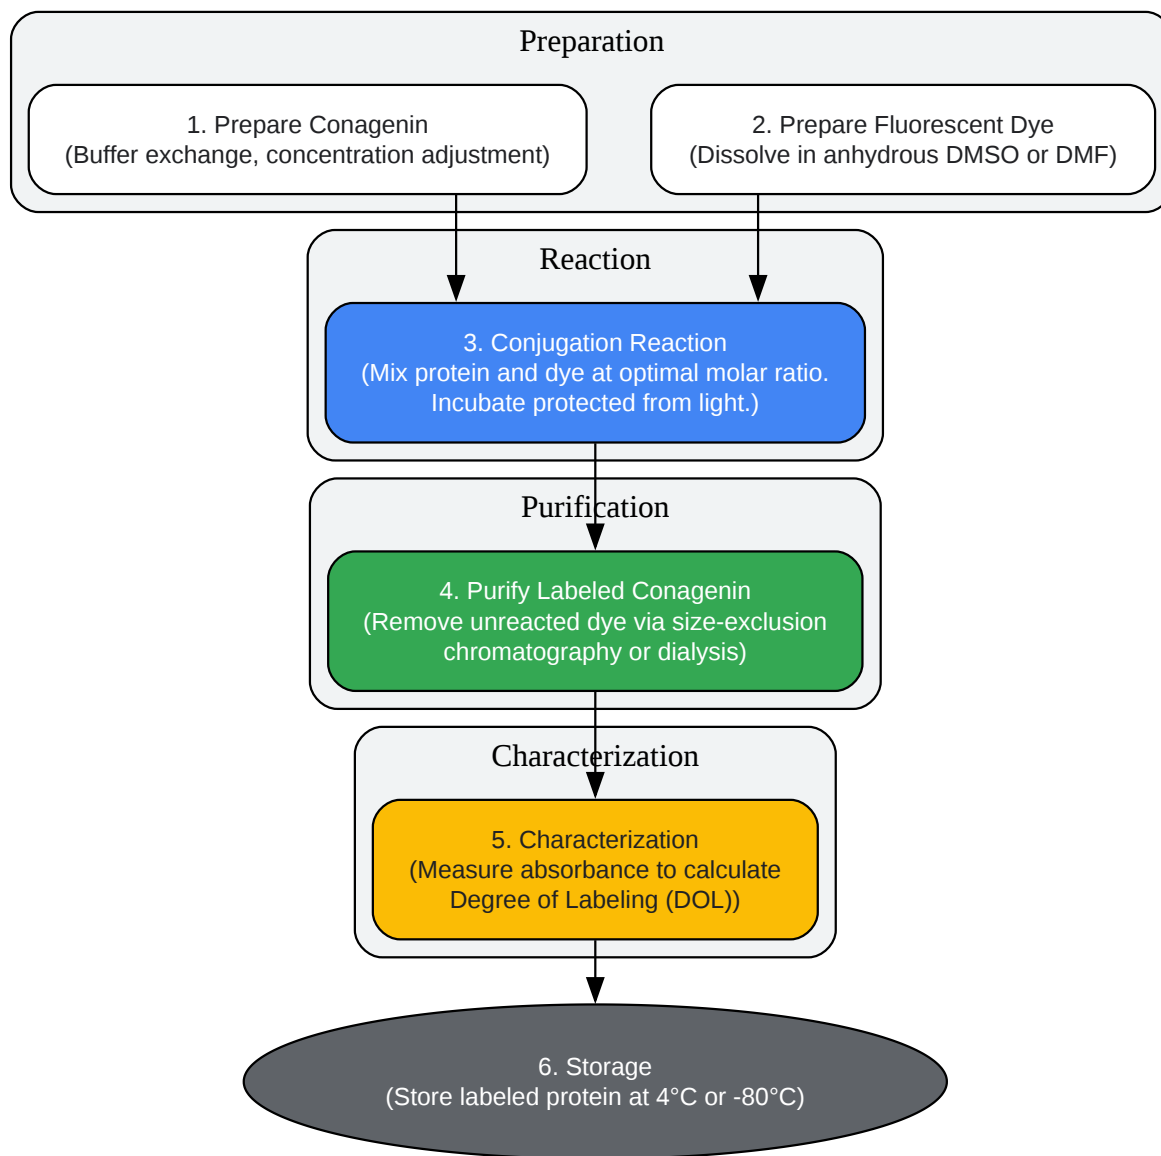 Preparation
1. Prepare Conagenin
(Buffer exchange, concentration adjustment)
2. Prepare Fluorescent Dye
(Dissolve in anhydrous DMSO or DMF)
Reaction
3. Conjugation Reaction
(Mix protein and dye at optimal molar ratio.
Incubate protected from light.)
Purification
4. Purify Labeled Conagenin
(Remove unreacted dye via size-exclusion
chromatography or dialysis)
Characterization
5. Characterization
(Measure absorbance to calculate
Degree of Labeling (DOL))
6. Storage
(Store labeled protein at 4°C or -80°C)